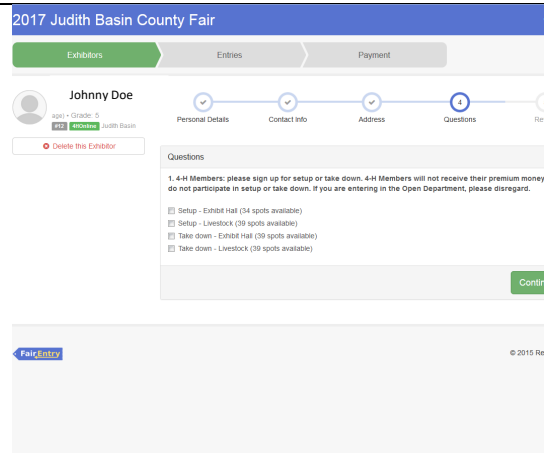 2017 Judith Basin County Fair
Exhibitors
Entries
Payment
Johnny Doe
age) • Grade: 5
#12 4HOnline Judith Basin
Delete this Exhibitor
Personal Details
Contact Info
Address
4
Questions
Re
Questions
1. 4-H Members: please sign up for setup or take down. 4-H Members will not receive their premium money
do not participate in setup or take down. If you are entering in the Open Department, please disregard.
Setup - Exhibit Hall (34 spots available)
Setup - Livestock (39 spots available)
Take down - Exhibit Hall (39 spots available)
Take down - Livestock (39 spots available)
Contin
FairEntry
© 2015 Re